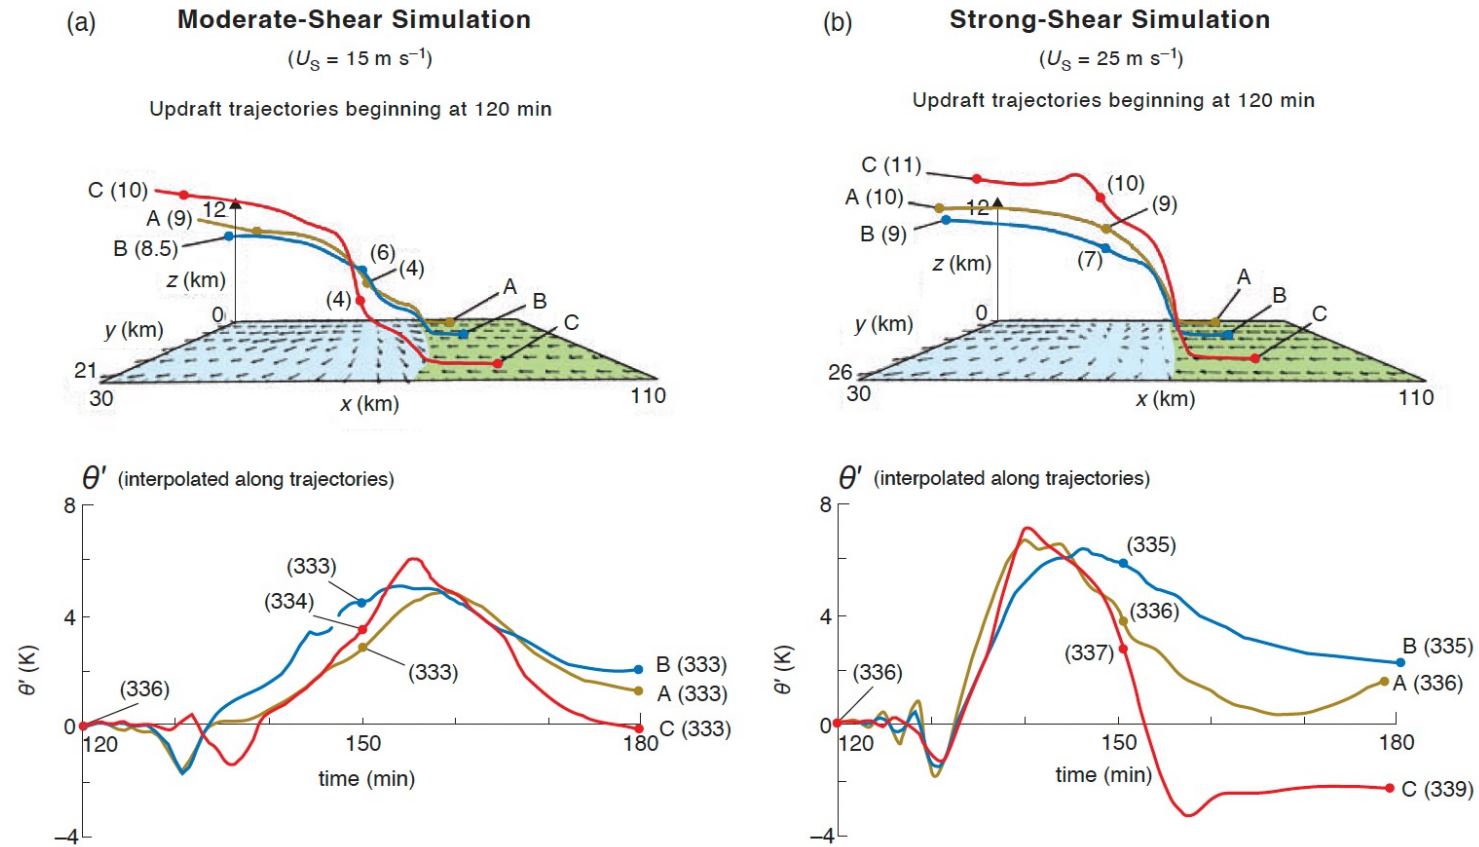 (a) Moderate-Shear Simulation
(U_S = 15 m s⁻¹)
Updraft trajectories beginning at 120 min
C (10)
A (9)
B (8.5)
12
z (km)
0
y (km)
21
30
x (km)
110
(6)
(4)
(4)
A
B
C
(b) Strong-Shear Simulation
(U_S = 25 m s⁻¹)
Updraft trajectories beginning at 120 min
C (11)
A (10)
B (9)
12
z (km)
0
y (km)
26
30
x (km)
110
(10)
(9)
(7)
A
B
C
θ′ (interpolated along trajectories)
8
4
0
–4
θ′ (K)
(336)
(333)
(334)
(333)
B (333)
A (333)
C (333)
120
150
180
time (min)
θ′ (interpolated along trajectories)
8
4
0
–4
θ′ (K)
(336)
(335)
(336)
(337)
B (335)
A (336)
C (339)
120
150
180
time (min)